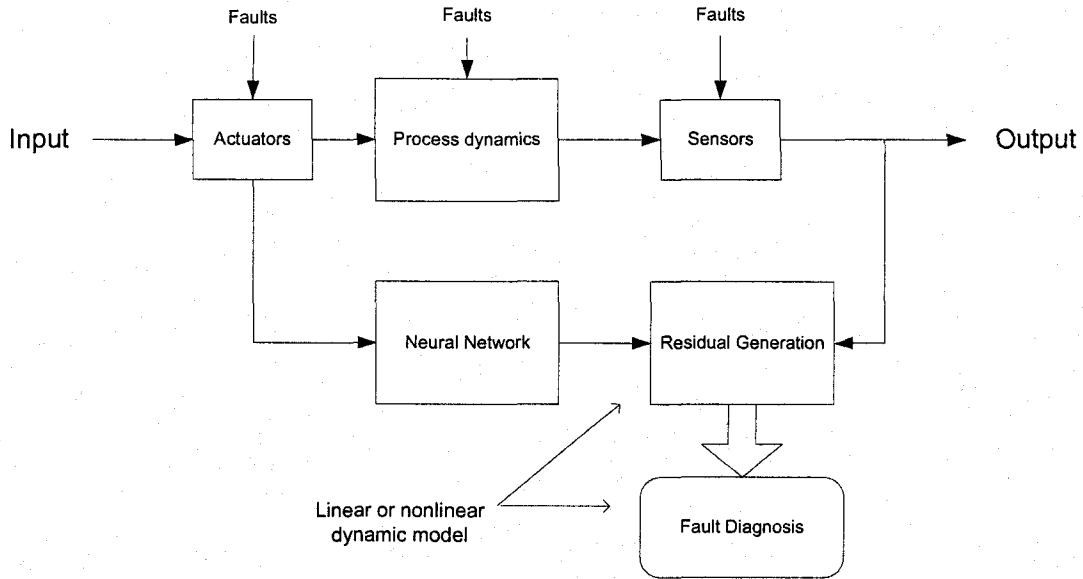 Faults
Faults
Faults
Input
Actuators
Process dynamics
Sensors
Output
Neural Network
Residual Generation
Linear or nonlinear
dynamic model
Fault Diagnosis